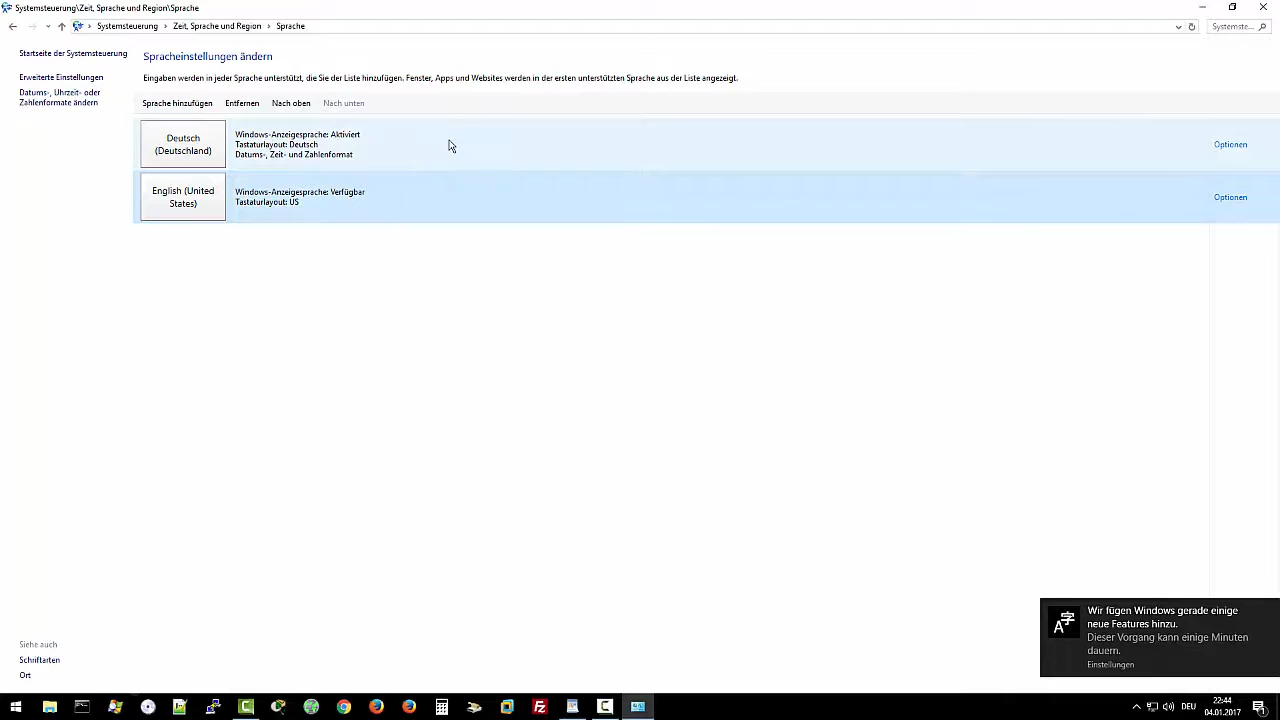 Systemsteuerung\Zeit, Sprache und Region\Sprache
Systemsteuerung > Zeit, Sprache und Region > Sprache
Systemste...
Startseite der Systemsteuerung
Erweiterte Einstellungen
Datums-, Uhrzeit- oder
Zahlenformate ändern
Spracheinstellungen ändern
Eingaben werden in jeder Sprache unterstützt, die Sie der Liste hinzufügen. Fenster, Apps und Websites werden in der ersten unterstützten Sprache aus der Liste angezeigt.
Sprache hinzufügen Entfernen Nach oben Nach unten
Deutsch
(Deutschland)
Windows-Anzeigesprache: Aktiviert
Tastaturlayout: Deutsch
Datums-, Zeit- und Zahlenformat
Optionen
English (United
States)
Windows-Anzeigesprache: Verfügbar
Tastaturlayout: US
Optionen
Siehe auch
Schriftarten
Ort
A字
Wir fügen Windows gerade einige
neue Features hinzu.
Dieser Vorgang kann einige Minuten
dauern.
Einstellungen
DEU
22:44
04.01.2017